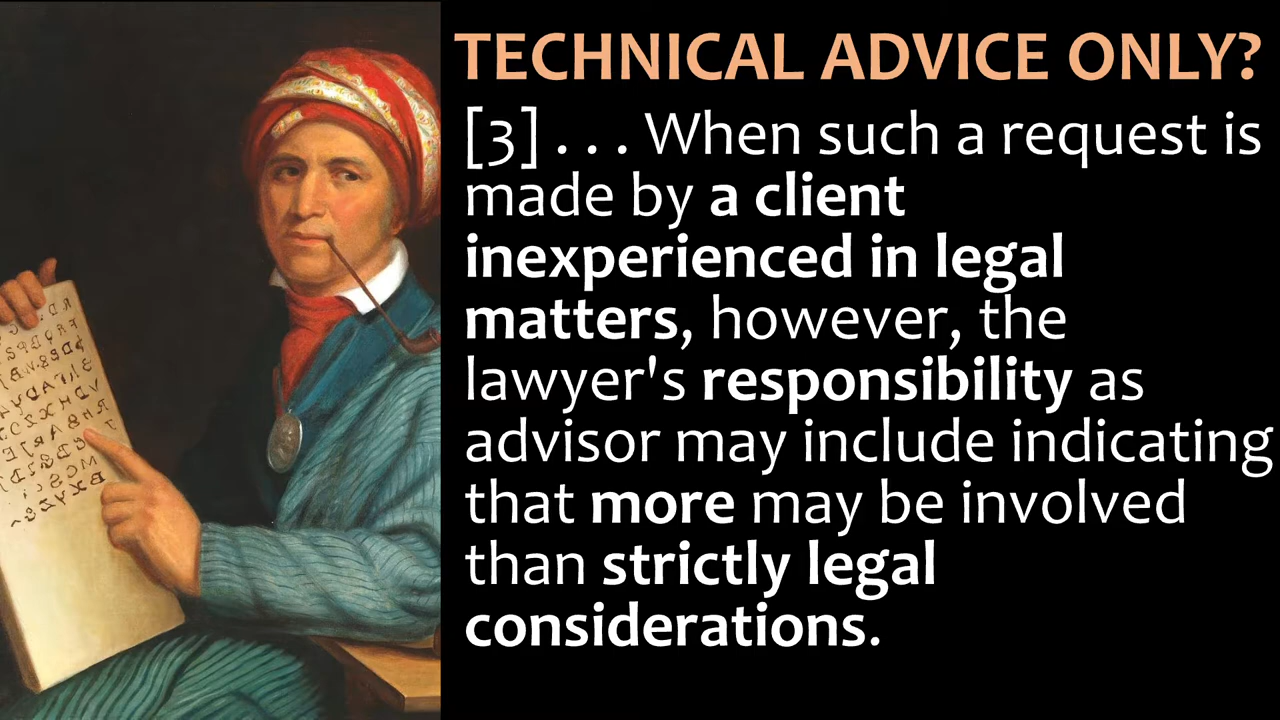 TECHNICAL ADVICE ONLY?
[3] . . . When such a request is
made by a client
inexperienced in legal
matters, however, the
lawyer's responsibility as
advisor may include indicating
that more may be involved
than strictly legal
considerations.